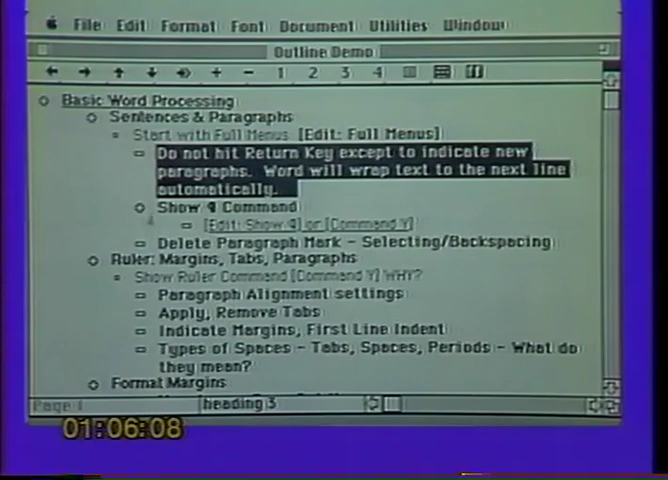 File Edit Format Font Document Utilities Window
Outline Demo
1 2 3 4
Basic Word Processing
Sentences & Paragraphs
Start with Full Menus [Edit: Full Menus]
Do not hit Return Key except to indicate new
paragraphs. Word will wrap text to the next line
automatically.
Show ¶ Command
[Edit: Show ¶] or [Command Y]
Delete Paragraph Mark - Selecting/Backspacing
Ruler: Margins, Tabs, Paragraphs
Show Ruler Command [Command Y] WHY?
Paragraph Alignment settings
Apply, Remove Tabs
Indicate Margins, First Line Indent
Types of Spaces - Tabs, Spaces, Periods - What do
they mean?
Format Margins
Page 1 heading 3
01:06:08